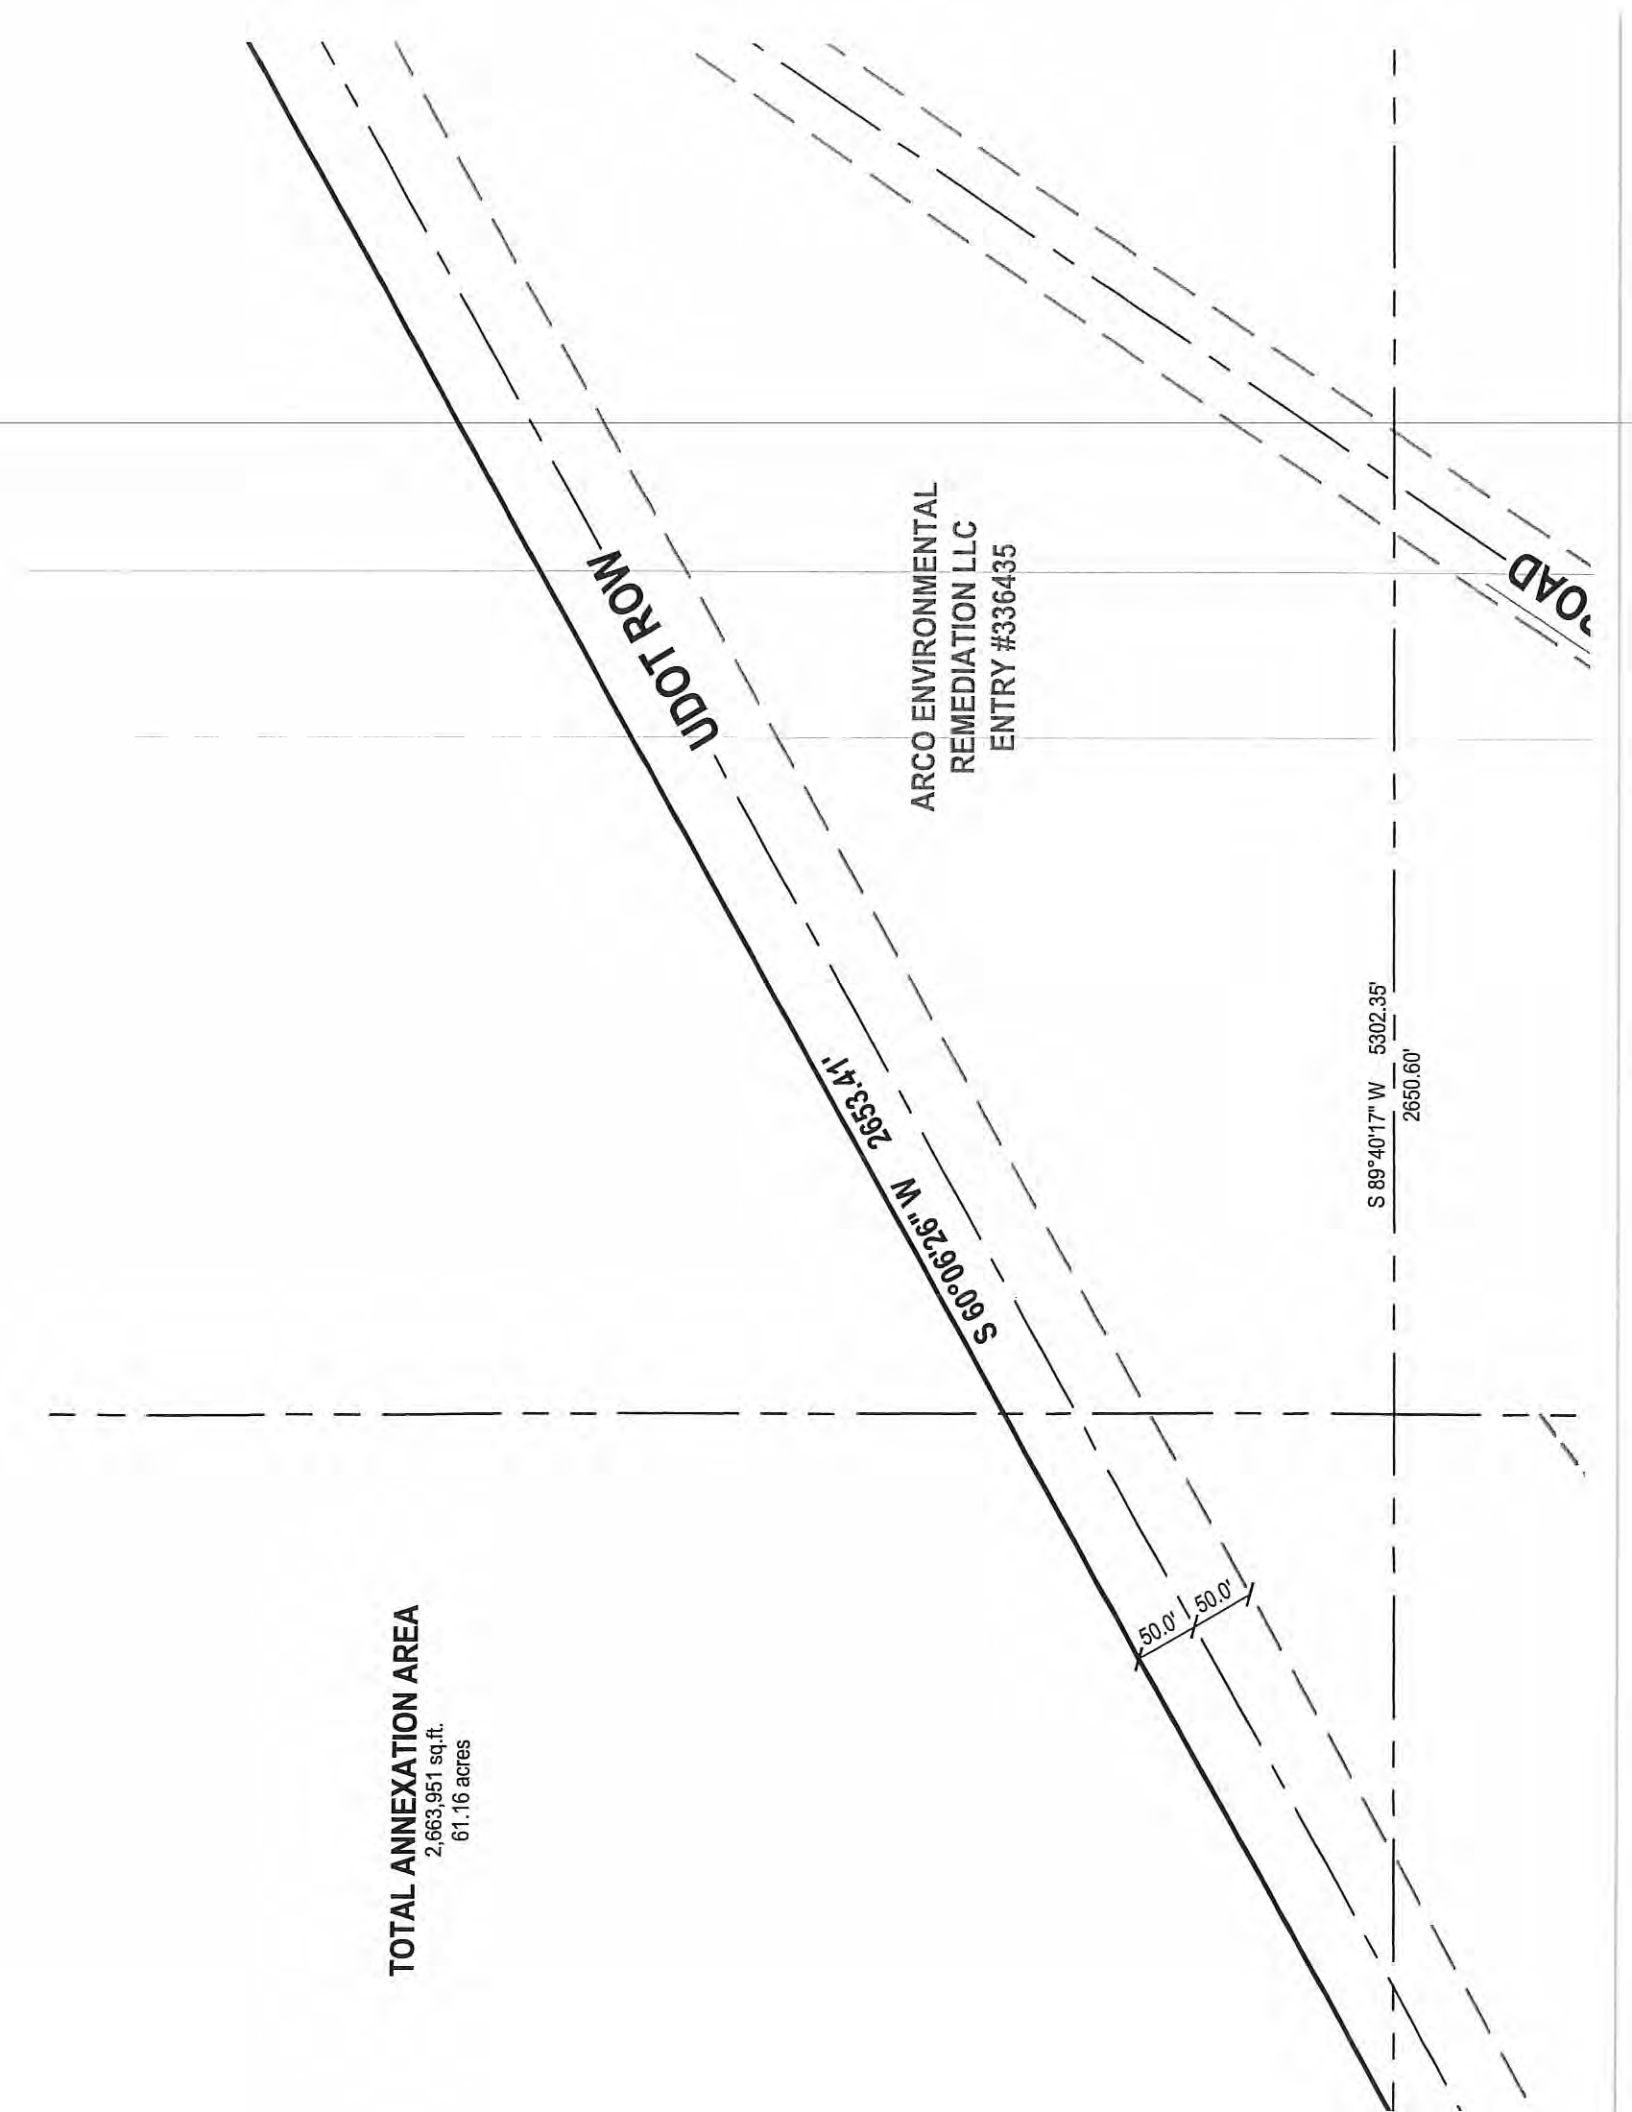 TOTAL ANNEXATION AREA
2,663,951 sq.ft.
61.16 acres
UDOT ROW
S 60°06'26" W 2653.41'
50.0'
50.0'
ARCO ENVIRONMENTAL
REMEDIATION LLC
ENTRY #336435
S 89°40'17" W 5302.35'
2650.60'
OAD